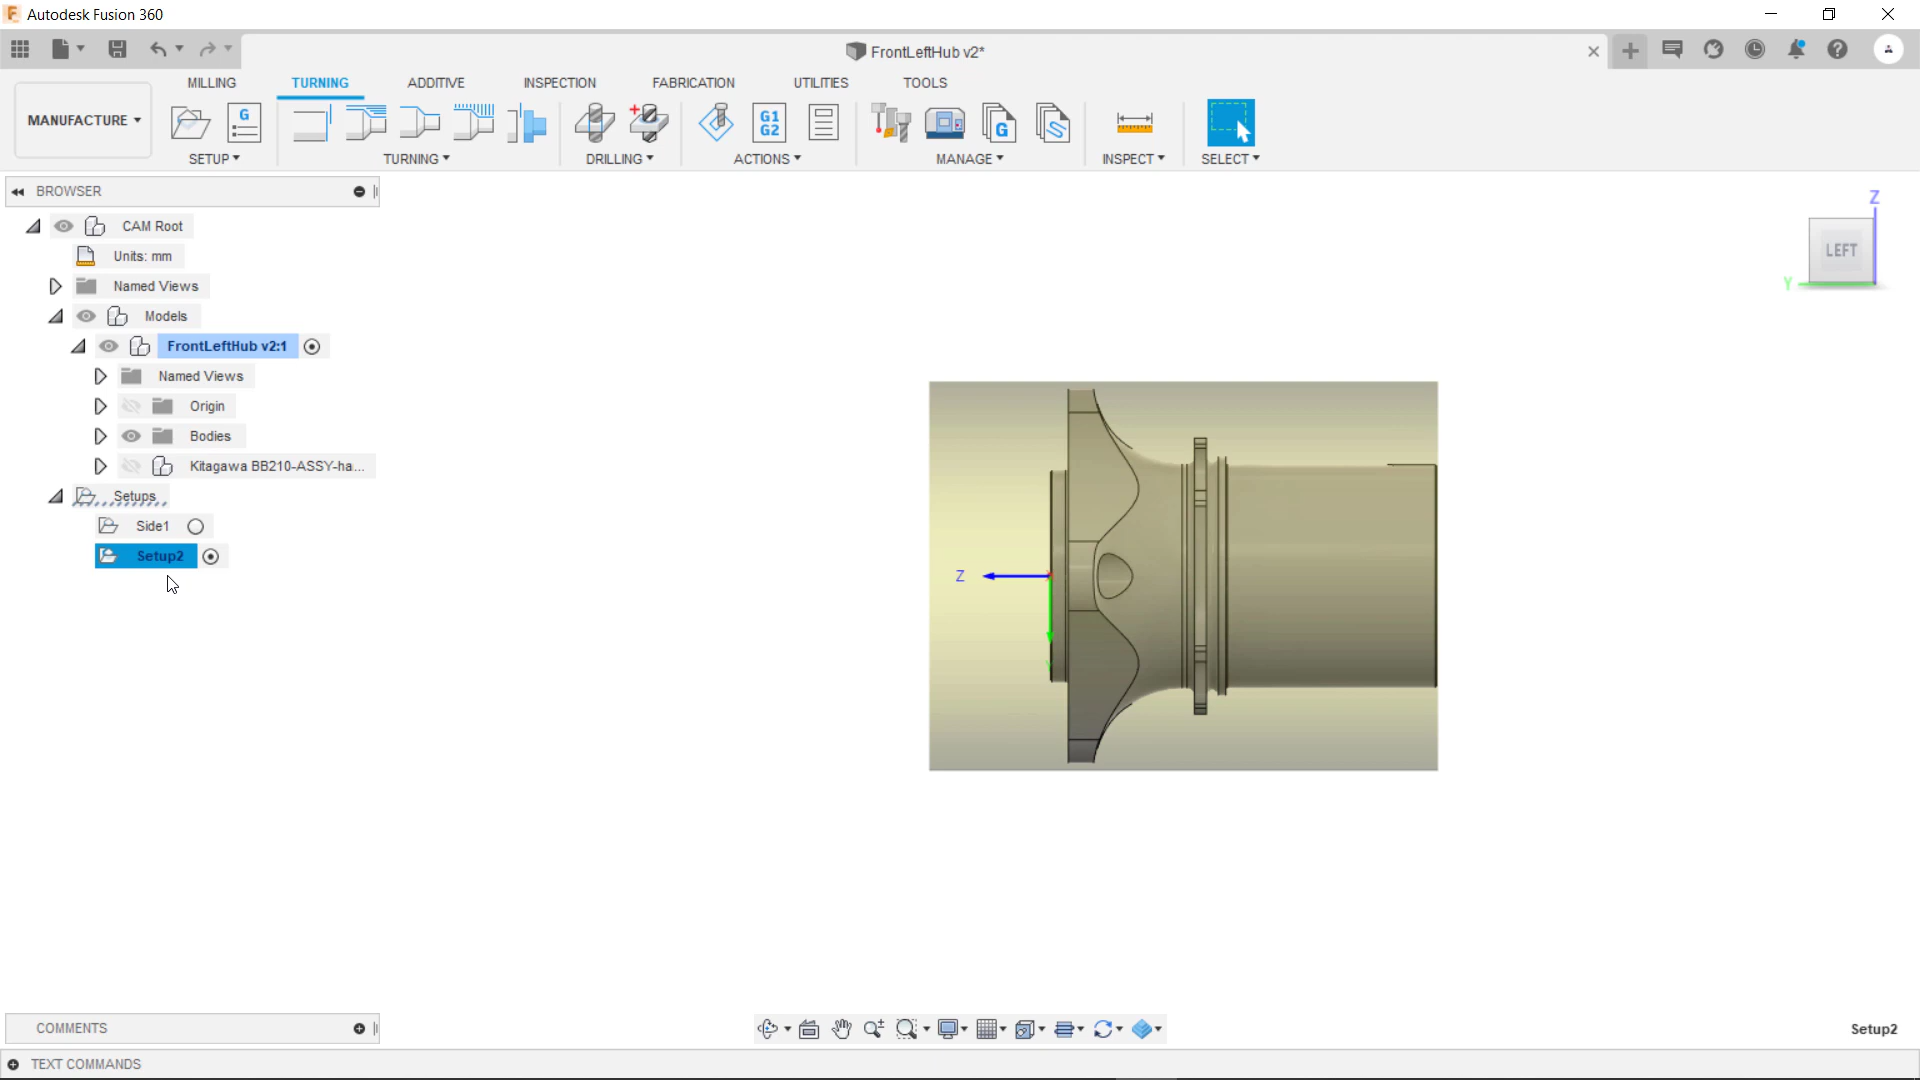 Autodesk Fusion 360
FrontLeftHub v2*
MILLING TURNING ADDITIVE INSPECTION FABRICATION UTILITIES TOOLS
MANUFACTURE
G
G1
G2
G
SETUP TURNING DRILLING ACTIONS MANAGE INSPECT SELECT
BROWSER
CAM Root
Units: mm
Named Views
Models
FrontLeftHub v2:1
Named Views
Origin
Bodies
Kitagawa BB210-ASSY-ha...
Setups
Side1
Setup2
Z
LEFT
Y
Z
Y
COMMENTS
Setup2
TEXT COMMANDS